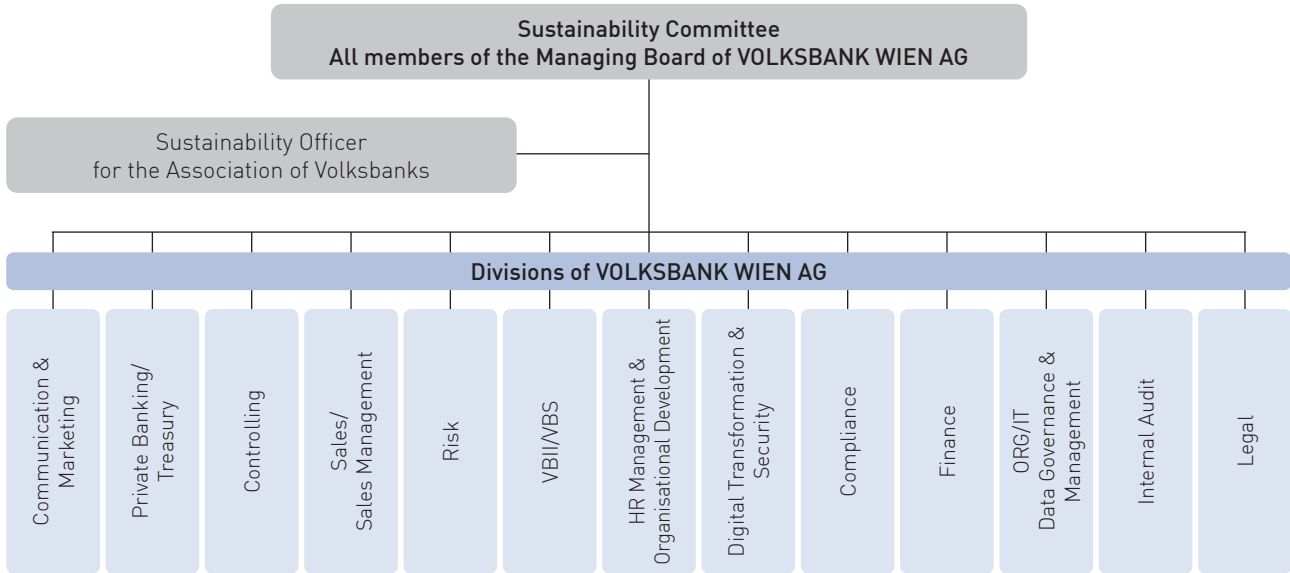 Sustainability Committee
All members of the Managing Board of VOLKSBANK WIEN AG
Sustainability Officer
for the Association of Volksbanks
Divisions of VOLKSBANK WIEN AG
Communication &
Marketing
Private Banking/
Treasury
Controlling
Sales/
Sales Management
Risk
VBII/VBS
HR Management &
Organisational Development
Digital Transformation &
Security
Compliance
Finance
ORG/IT
Data Governance &
Management
Internal Audit
Legal